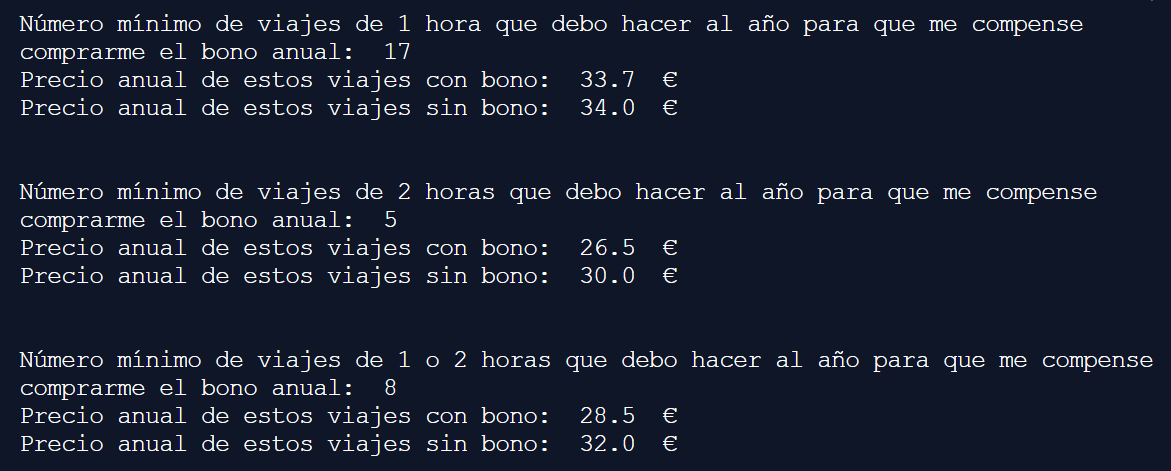 Número mínimo de viajes de 1 hora que debo hacer al año para que me compense
comprarme el bono anual:  17
Precio anual de estos viajes con bono:  33.7  €
Precio anual de estos viajes sin bono:  34.0  €
Número mínimo de viajes de 2 horas que debo hacer al año para que me compense
comprarme el bono anual:  5
Precio anual de estos viajes con bono:  26.5  €
Precio anual de estos viajes sin bono:  30.0  €
Número mínimo de viajes de 1 o 2 horas que debo hacer al año para que me compense
comprarme el bono anual:  8
Precio anual de estos viajes con bono:  28.5  €
Precio anual de estos viajes sin bono:  32.0  €